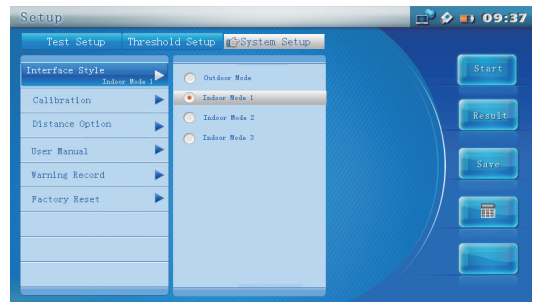 Setup
09:37
Test Setup
Threshold Setup
System Setup
Interface Style
Indoor Mode 1
Calibration
Distance Option
User Manual
Warning Record
Factory Reset
Outdoor Mode
Indoor Mode 1
Indoor Mode 2
Indoor Mode 3
Start
Result
Save